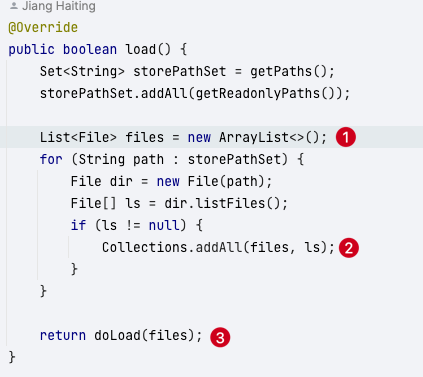 Jiang Haiting
@Override
public boolean load() {
    Set<String> storePathSet = getPaths();
    storePathSet.addAll(getReadonlyPaths());
    List<File> files = new ArrayList<>(); 1
    for (String path : storePathSet) {
        File dir = new File(path);
        File[] ls = dir.listFiles();
        if (ls != null) {
            Collections.addAll(files, ls); 2
        }
    }
    return doLoad(files); 3
}